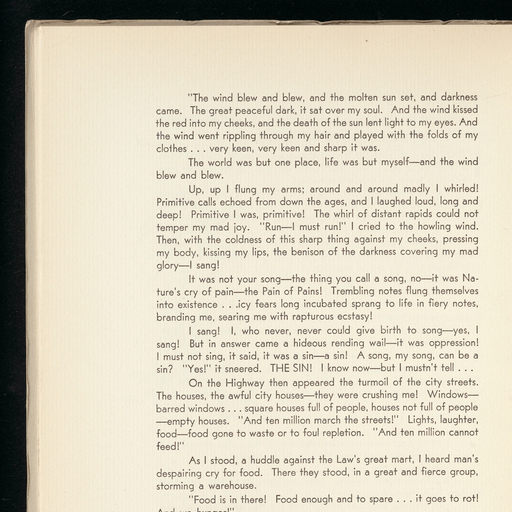 "The wind blew and blew, and the molten sun set, and darkness
came. The great peaceful dark, it sat over my soul. And the wind kissed
the red into my cheeks, and the death of the sun lent light to my eyes. And
the wind went rippling through my hair and played with the folds of my
clothes . . . very keen, very keen and sharp it was.
The world was but one place, life was but myself—and the wind
blew and blew.
Up, up I flung my arms; around and around madly I whirled!
Primitive calls echoed from down the ages, and I laughed loud, long and
deep! Primitive I was, primitive! The whirl of distant rapids could not
temper my mad joy. "Run—I must run!" I cried to the howling wind.
Then, with the coldness of this sharp thing against my cheeks, pressing
my body, kissing my lips, the benison of the darkness covering my mad
glory—I sang!
It was not your song—the thing you call a song, no—it was Na-
ture's cry of pain—the Pain of Pains! Trembling notes flung themselves
into existence . . .icy fears long incubated sprang to life in fiery notes,
branding me, searing me with rapturous ecstasy!
I sang! I, who never, never could give birth to song—yes, I
sang! But in answer came a hideous rending wail—it was oppression!
I must not sing, it said, it was a sin—a sin! A song, my song, can be a
sin? "Yes!" it sneered. THE SIN! I know now—but I mustn't tell . . .
On the Highway then appeared the turmoil of the city streets.
The houses, the awful city houses—they were crushing me! Windows—
barred windows . . . square houses full of people, houses not full of people
—empty houses. "And ten million march the streets!" Lights, laughter,
food—food gone to waste or to foul repletion. "And ten million cannot
feed!"
As I stood, a huddle against the Law's great mart, I heard man's
despairing cry for food. There they stood, in a great and fierce group,
storming a warehouse.
"Food is in there! Food enough and to spare . . . it goes to rot!
And we hunger!"